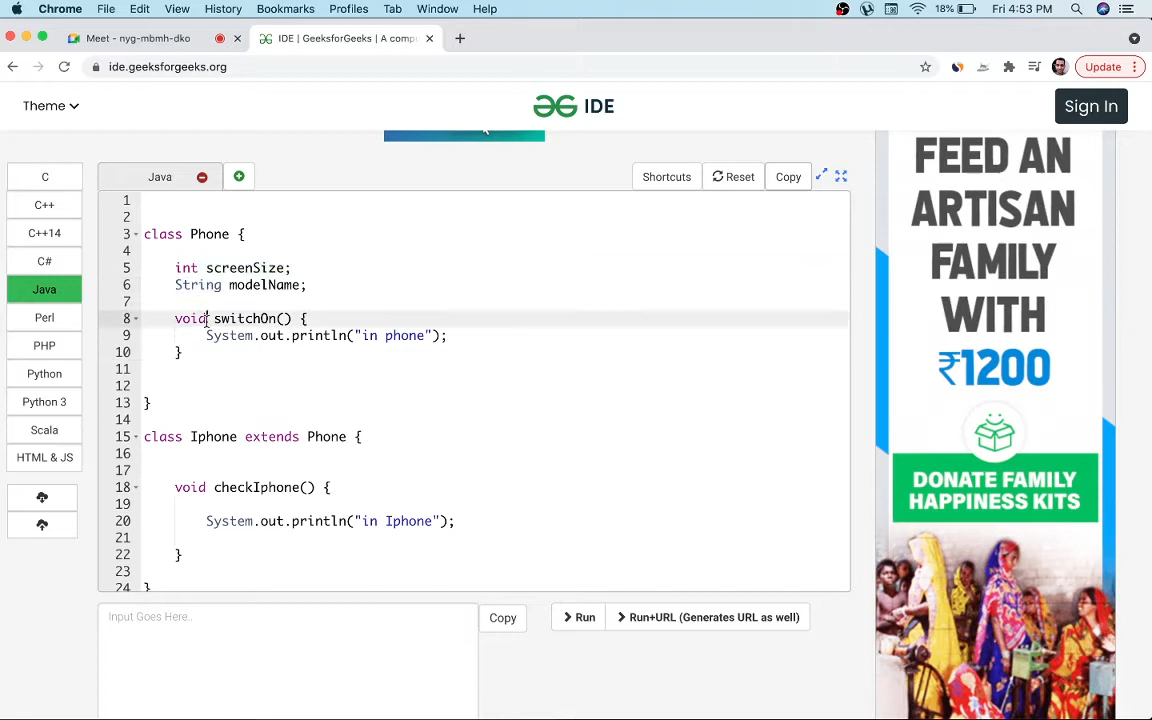 Chrome File Edit View History Bookmarks Profiles Tab Window Help 18% Fri 4:53 PM
Meet - nyg-mbmh-dko
IDE | GeeksforGeeks | A comp
ide.geeksforgeeks.org
Update
Theme
IDE
Sign In
Java
Shortcuts Reset Copy
C
C++
C++14
C#
Java
Perl
PHP
Python
Python 3
Scala
HTML & JS
1
2
3 class Phone {
4
5 int screenSize;
6 String modelName;
7
8 void switchOn() {
9 System.out.println("in phone");
10 }
11
12
13 }
14
15 class Iphone extends Phone {
16
17
18 void checkIphone() {
19
20 System.out.println("in Iphone");
21
22 }
23
24 }
Input Goes Here..
Copy
Run
Run+URL (Generates URL as well)
FEED AN
ARTISAN
FAMILY
WITH
₹1200
DONATE FAMILY
HAPPINESS KITS